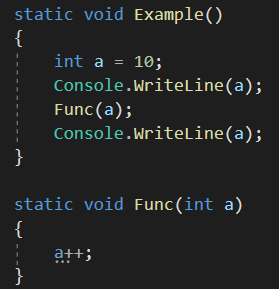 static void Example()
{
    int a = 10;
    Console.WriteLine(a);
    Func(a);
    Console.WriteLine(a);
}

static void Func(int a)
{
    a++;
}